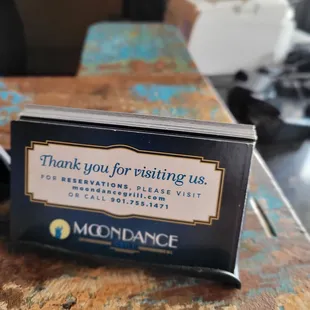 Thank you for visiting us.
FOR RESERVATIONS, PLEASE VISIT
moondancegrill.com
OR CALL 901.755.1471
MOONDANCE